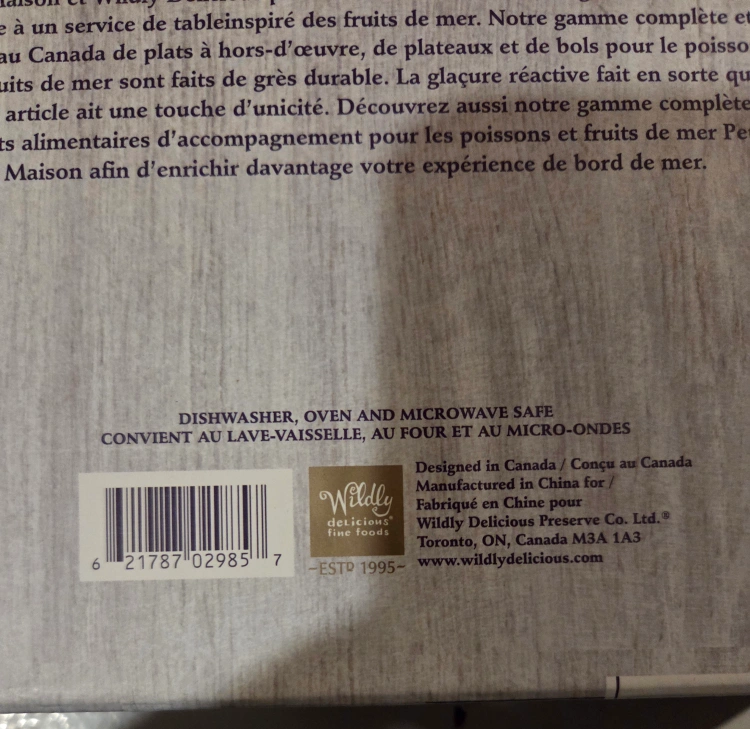 à un service de tableinspiré des fruits de mer. Notre gamme complète et
au Canada de plats à hors-d'œuvre, de plateaux et de bols pour le poisso
uits de mer sont faits de grès durable. La glaçure réactive fait en sorte qu
article ait une touche d'unicité. Découvrez aussi notre gamme complète
ts alimentaires d'accompagnement pour les poissons et fruits de mer Pe
Maison afin d'enrichir davantage votre expérience de bord de mer.
DISHWASHER, OVEN AND MICROWAVE SAFE
CONVIENT AU LAVE-VAISSELLE, AU FOUR ET AU MICRO-ONDES
6 21787 02985 7
Wildly
delicious®
fine foods
-ESTD 1995-
Designed in Canada / Conçu au Canada
Manufactured in China for /
Fabriqué en Chine pour
Wildly Delicious Preserve Co. Ltd.®
Toronto, ON, Canada M3A 1A3
www.wildlydelicious.com